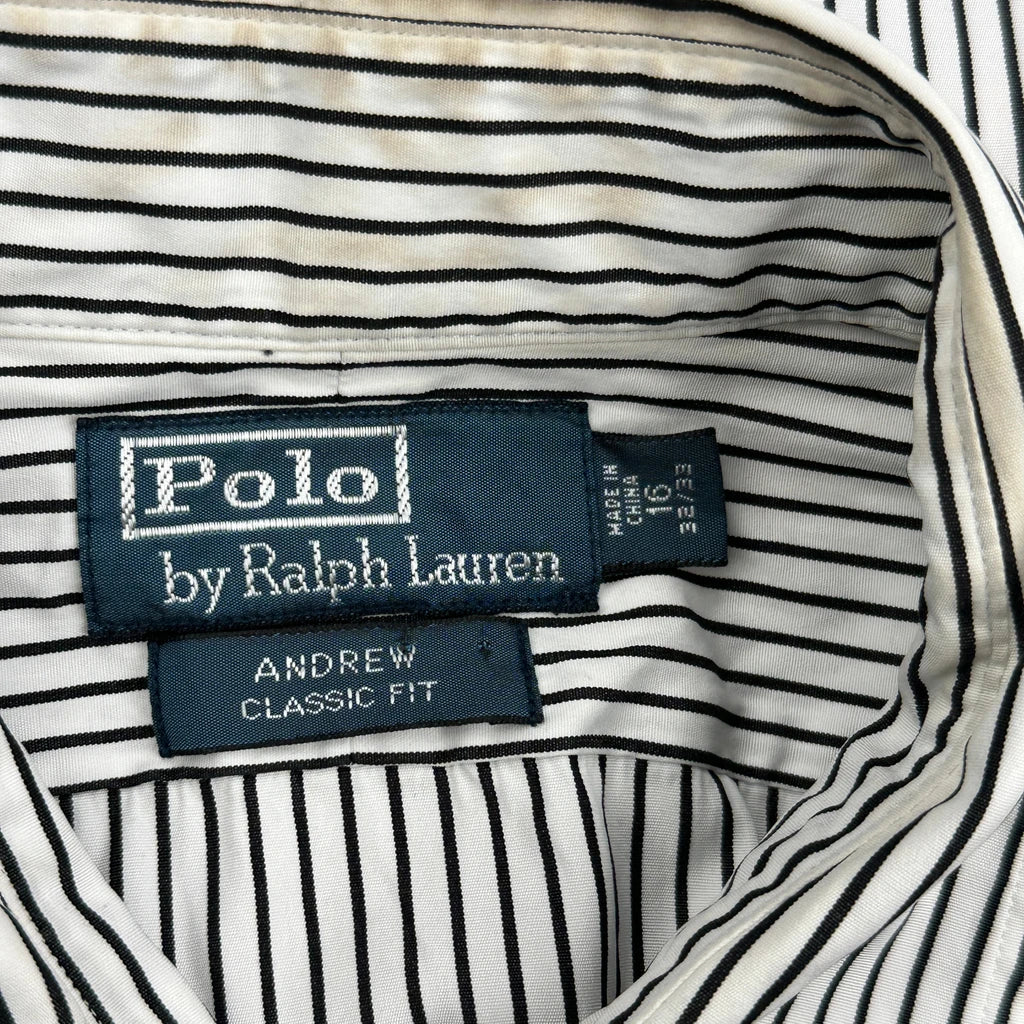 Polo
by Ralph Lauren
MADE IN
CHINA
16
32/33
ANDREW
CLASSIC FIT